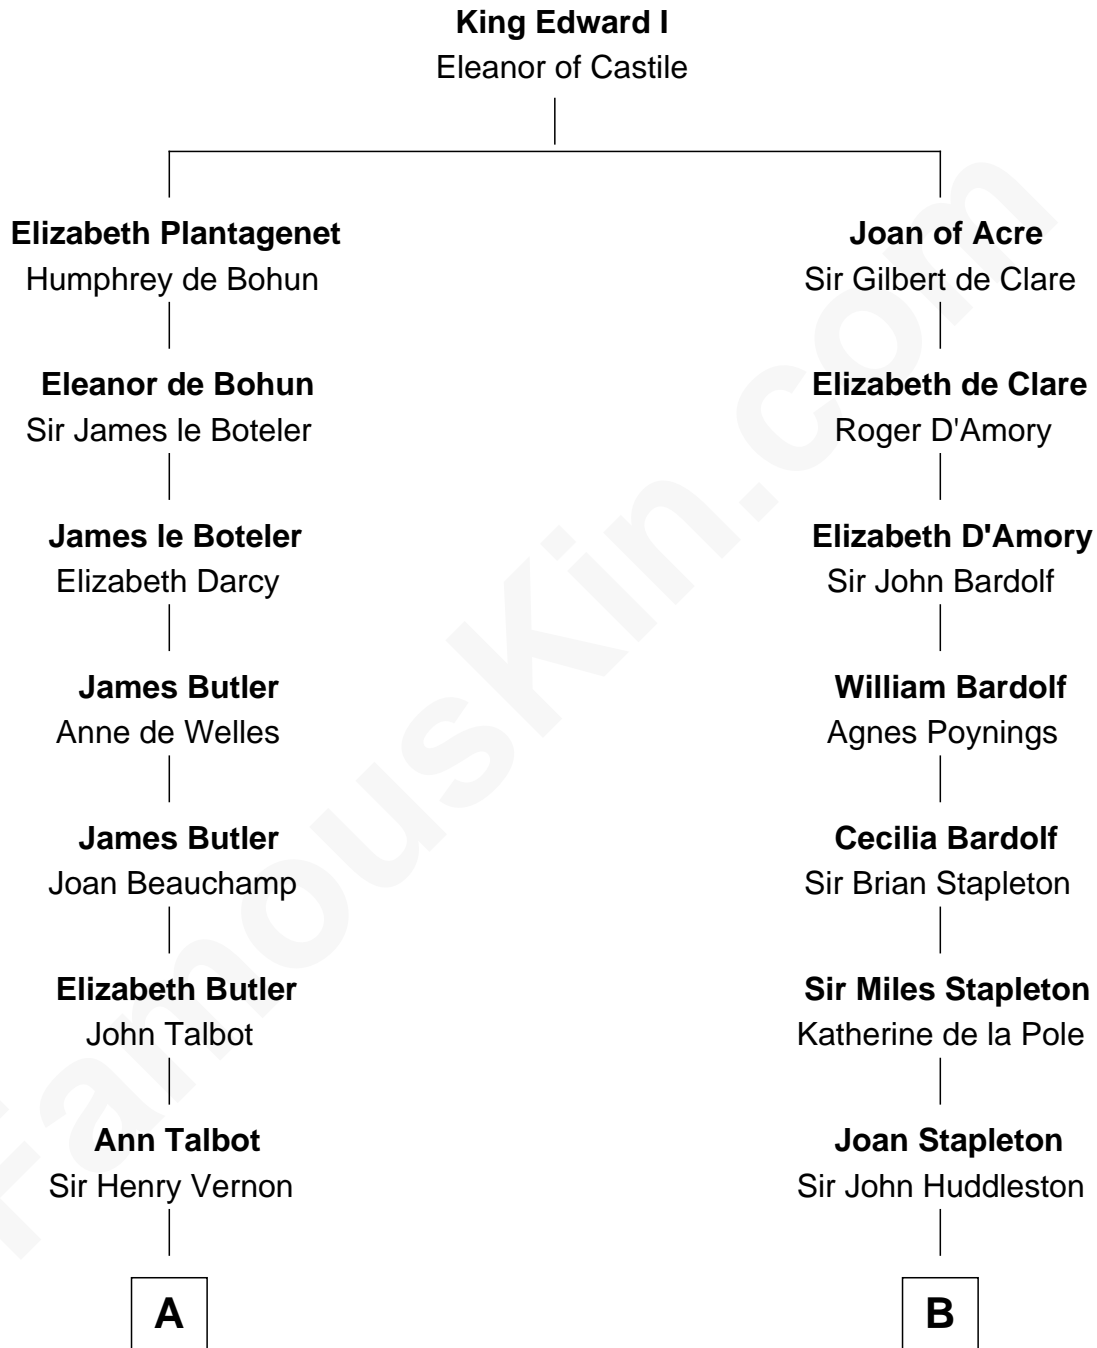 King Edward I
Eleanor of Castile
Elizabeth Plantagenet
Humphrey de Bohun
Joan of Acre
Sir Gilbert de Clare
Eleanor de Bohun
Sir James le Boteler
Elizabeth de Clare
Roger D'Amory
James le Boteler
Elizabeth Darcy
Elizabeth D'Amory
Sir John Bardolf
James Butler
Anne de Welles
William Bardolf
Agnes Poynings
James Butler
Joan Beauchamp
Cecilia Bardolf
Sir Brian Stapleton
Elizabeth Butler
John Talbot
Sir Miles Stapleton
Katherine de la Pole
Ann Talbot
Sir Henry Vernon
Joan Stapleton
Sir John Huddleston
A
B
FamousKin.com